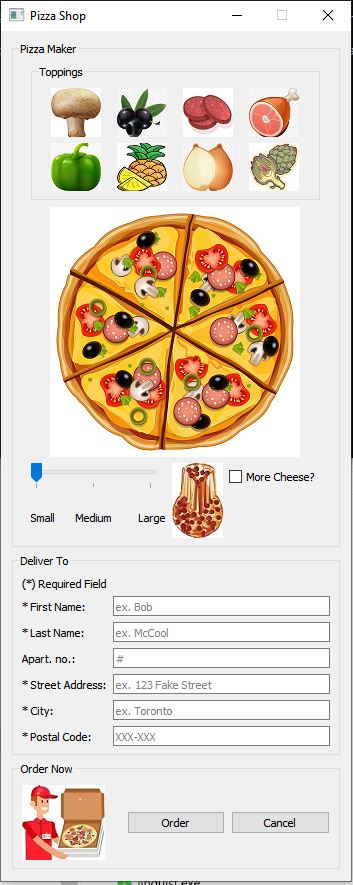 Pizza Shop
Pizza Maker
Toppings
More Cheese?
Small Medium Large
Deliver To
(*) Required Field
* First Name: ex. Bob
* Last Name: ex. McCool
Apart. no.: #
* Street Address: ex. 123 Fake Street
* City: ex. Toronto
* Postal Code: XXX-XXX
Order Now
Order Cancel
linguist.exe